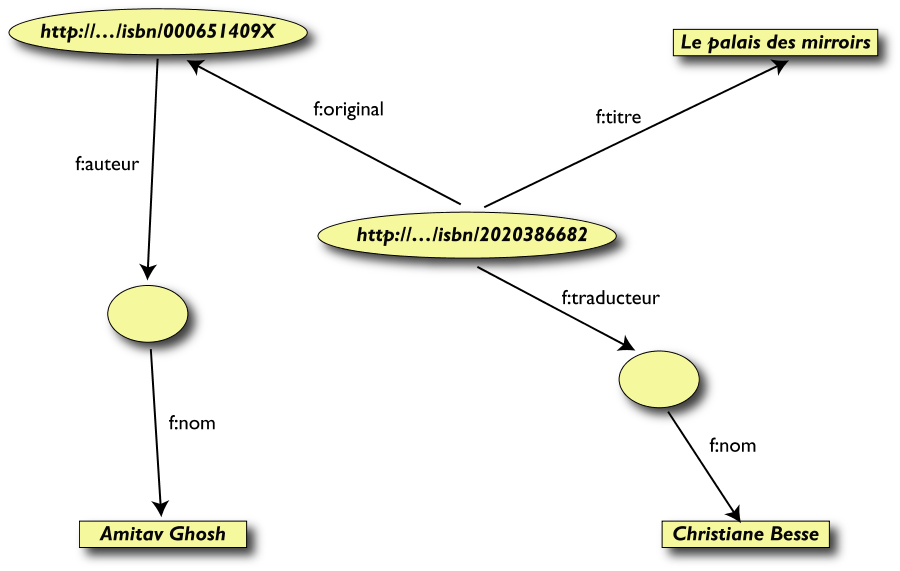 http://…/isbn/000651409X
Le palais des mirroirs
f:original
f:titre
f:auteur
http://…/isbn/2020386682
f:traducteur
f:nom
f:nom
Amitav Ghosh
Christiane Besse